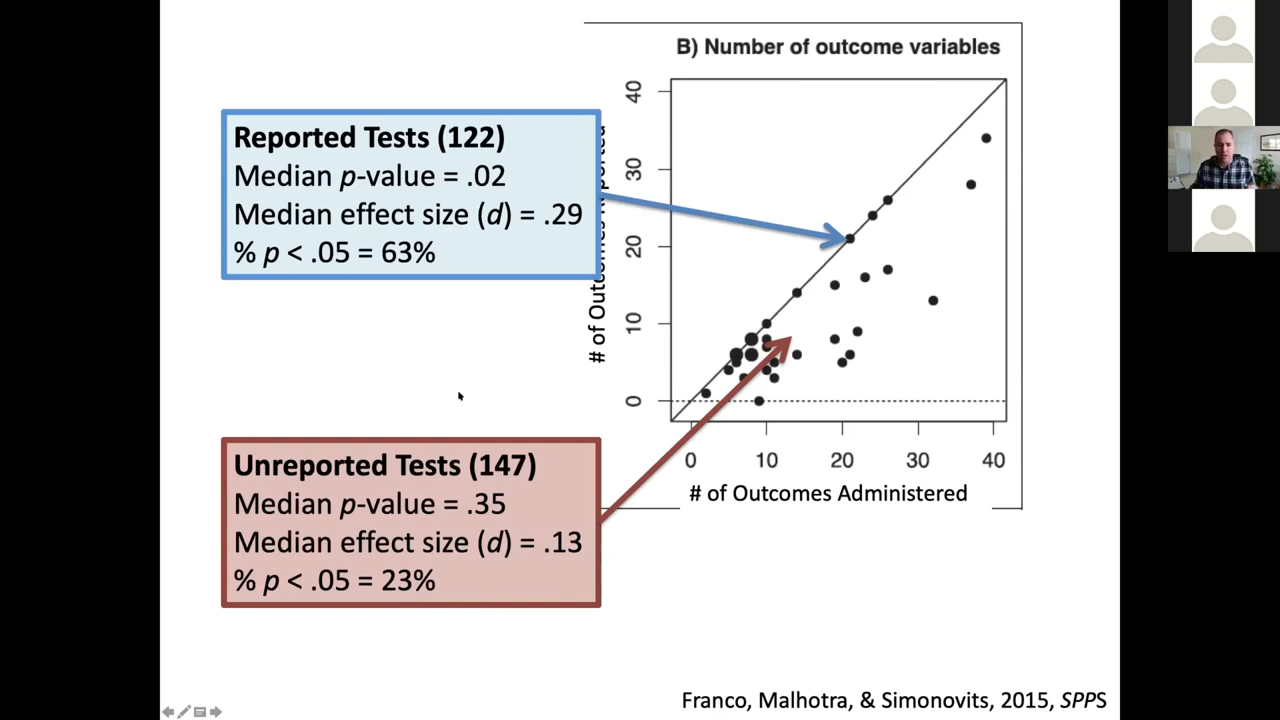 B) Number of outcome variables
Reported Tests (122)
Median p-value = .02
Median effect size (d) = .29
% p < .05 = 63%
Unreported Tests (147)
Median p-value = .35
Median effect size (d) = .13
% p < .05 = 23%
# of Outcomes
40
30
20
10
0
0 10 20 30 40
# of Outcomes Administered
Franco, Malhotra, & Simonovits, 2015, SPPS